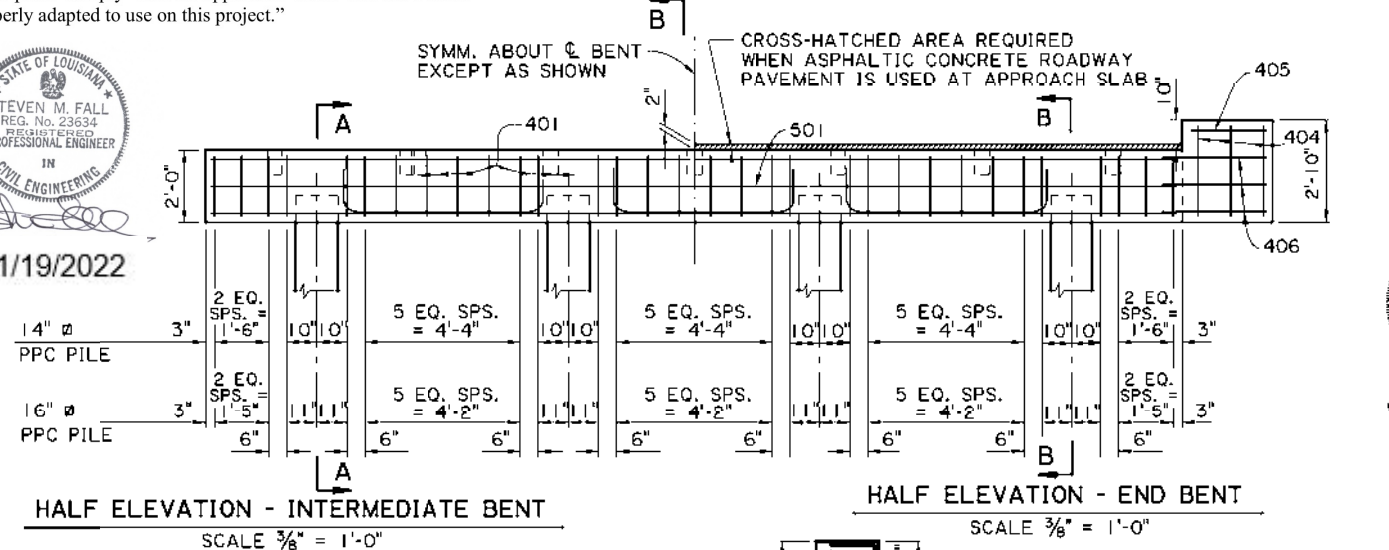 perly adapted to use on this project.”
STATE OF LOUISIANA
STEVEN M. FALL
REG. No. 23634
REGISTERED
PROFESSIONAL ENGINEER
IN
CIVIL ENGINEERING
1/19/2022
B
SYMM. ABOUT ℄ BENT
EXCEPT AS SHOWN
CROSS-HATCHED AREA REQUIRED
WHEN ASPHALTIC CONCRETE ROADWAY
PAVEMENT IS USED AT APPROACH SLAB
A
401
2"
501
B
10"
405
404
406
2'-0"
2'-10"
14" ⌀
PPC PILE
3"
2 EQ.
SPS. =
1'-6"
10" 10"
5 EQ. SPS.
= 4'-4"
10" 10"
5 EQ. SPS.
= 4'-4"
10" 10"
5 EQ. SPS.
= 4'-4"
10" 10"
2 EQ.
SPS. =
1'-6"
3"
16" ⌀
PPC PILE
3"
2 EQ.
SPS. =
1'-5"
11" 11"
5 EQ. SPS.
= 4'-2"
11" 11"
5 EQ. SPS.
= 4'-2"
11" 11"
5 EQ. SPS.
= 4'-2"
11" 11"
2 EQ.
SPS. =
1'-5"
3"
6" 6" 6" 6" 6" 6" 6" 6"
A
B
HALF ELEVATION - INTERMEDIATE BENT
SCALE ⅜" = 1'-0"
HALF ELEVATION - END BENT
SCALE ⅜" = 1'-0"